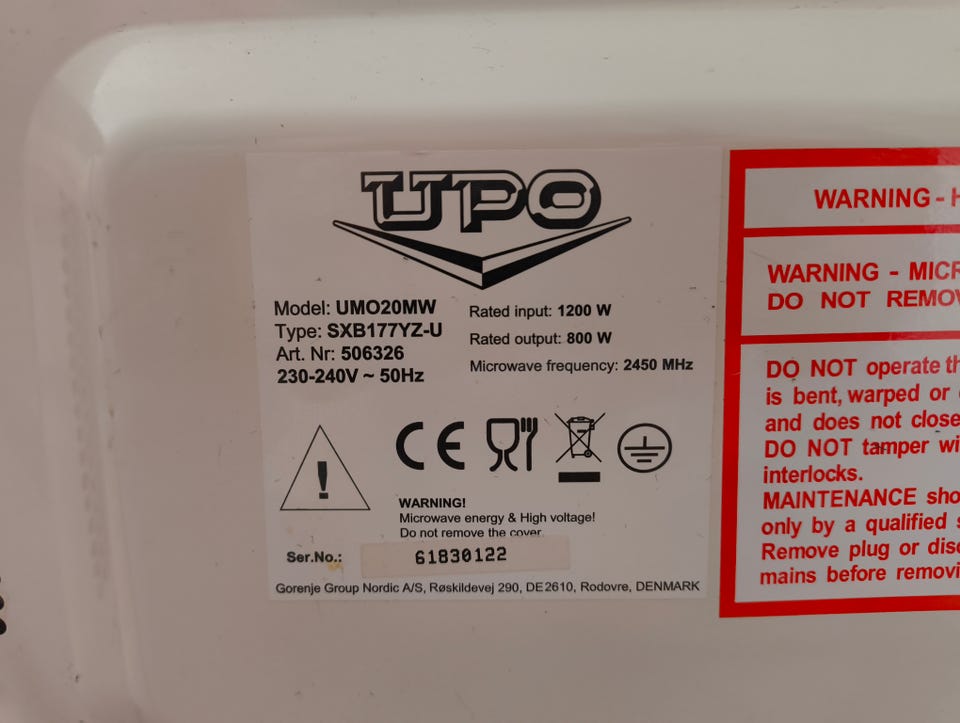 UPO
Model: UMO20MW
Type: SXB177YZ-U
Art. Nr: 506326
230-240V ~ 50Hz
Rated input: 1200 W
Rated output: 800 W
Microwave frequency: 2450 MHz
CE
WARNING!
Microwave energy & High voltage!
Do not remove the cover.
Ser.No.: 61830122
Gorenje Group Nordic A/S, Røskildevej 290, DE2610, Rodovre, DENMARK
WARNING - H
WARNING - MICR
DO NOT REMOV
DO NOT operate th
is bent, warped or
and does not close
DO NOT tamper wi
interlocks.
MAINTENANCE sho
only by a qualified s
Remove plug or disc
mains before removi